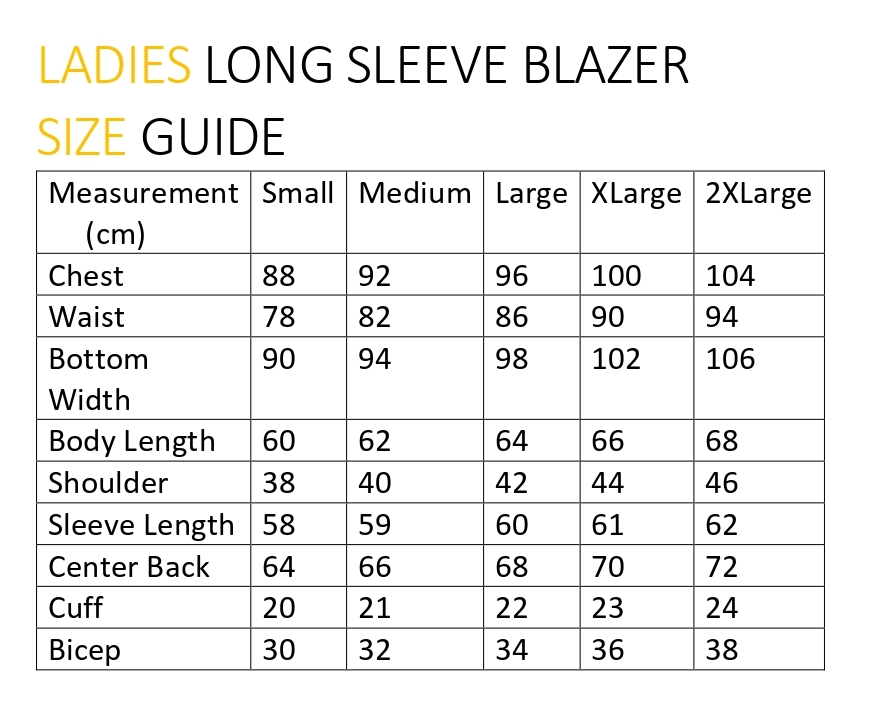 LADIES LONG SLEEVE BLAZER
SIZE GUIDE
Measurement (cm) Small Medium Large XLarge 2XLarge
Chest 88 92 96 100 104
Waist 78 82 86 90 94
Bottom Width 90 94 98 102 106
Body Length 60 62 64 66 68
Shoulder 38 40 42 44 46
Sleeve Length 58 59 60 61 62
Center Back 64 66 68 70 72
Cuff 20 21 22 23 24
Bicep 30 32 34 36 38